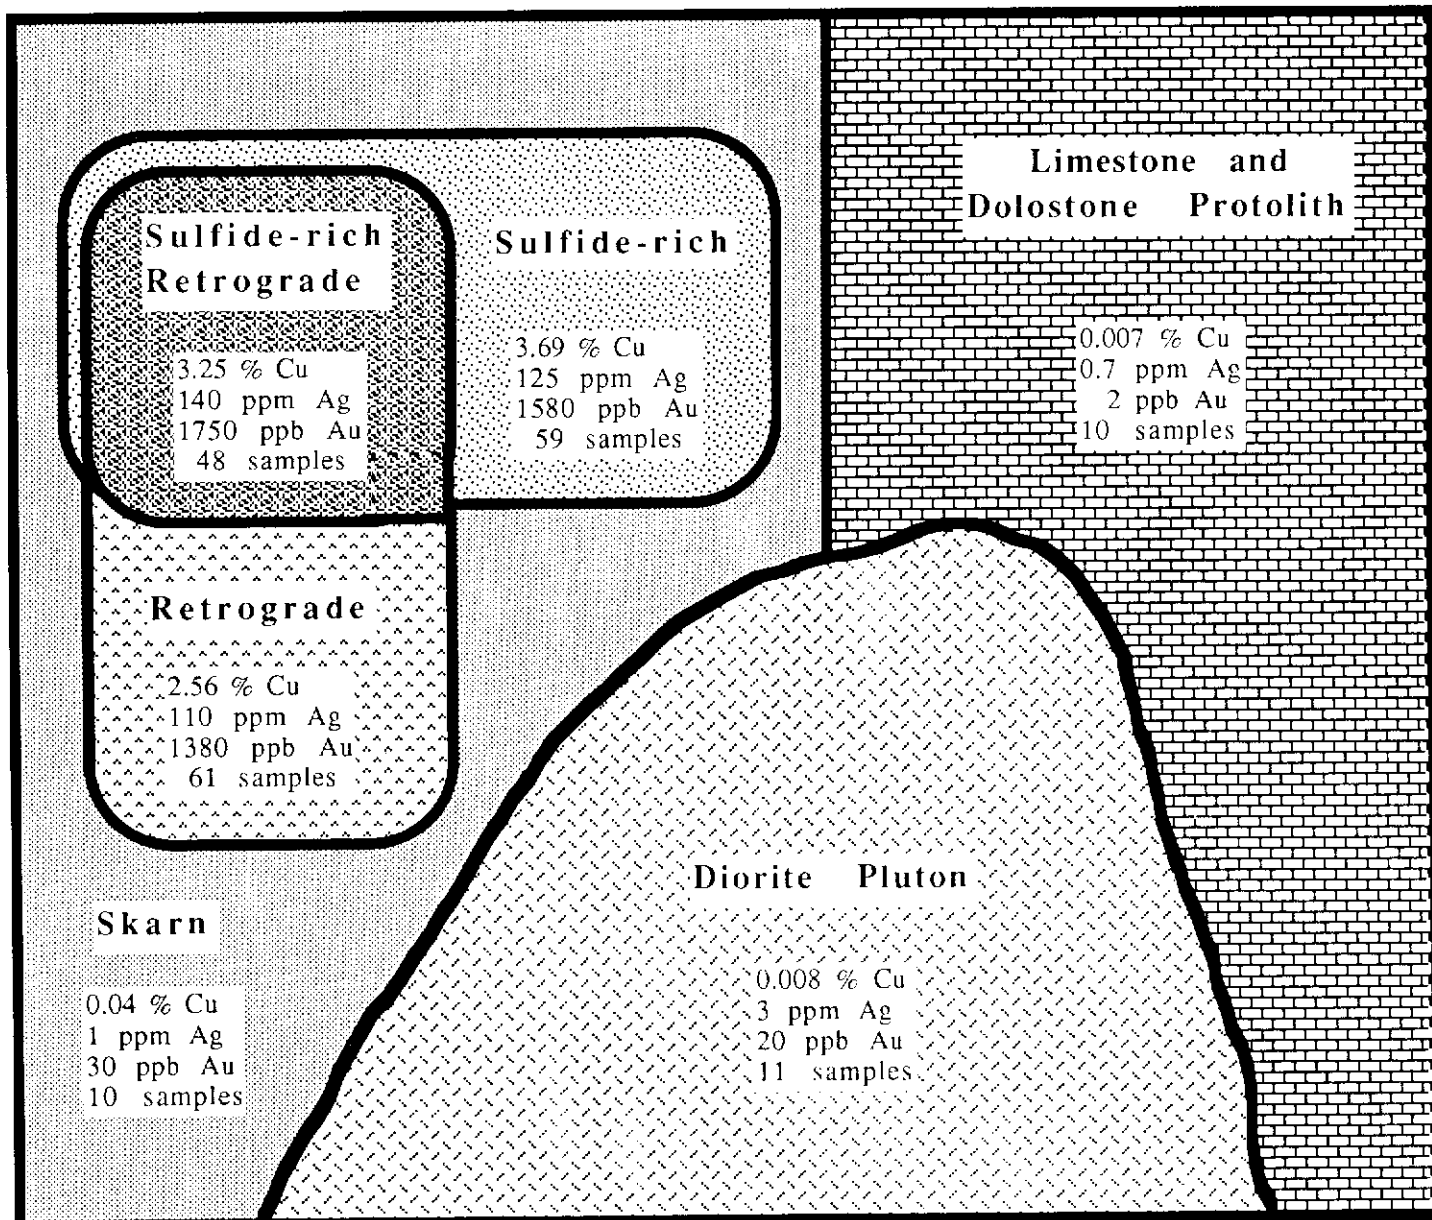 Limestone and
Dolostone Protolith
0.007 % Cu
0.7 ppm Ag
2 ppb Au
10 samples
Sulfide-rich
Retrograde
3.25 % Cu
140 ppm Ag
1750 ppb Au
48 samples
Sulfide-rich
3.69 % Cu
125 ppm Ag
1580 ppb Au
59 samples
Retrograde
2.56 % Cu
110 ppm Ag
1380 ppb Au
61 samples
Skarn
0.04 % Cu
1 ppm Ag
30 ppb Au
10 samples
Diorite Pluton
0.008 % Cu
3 ppm Ag
20 ppb Au
11 samples